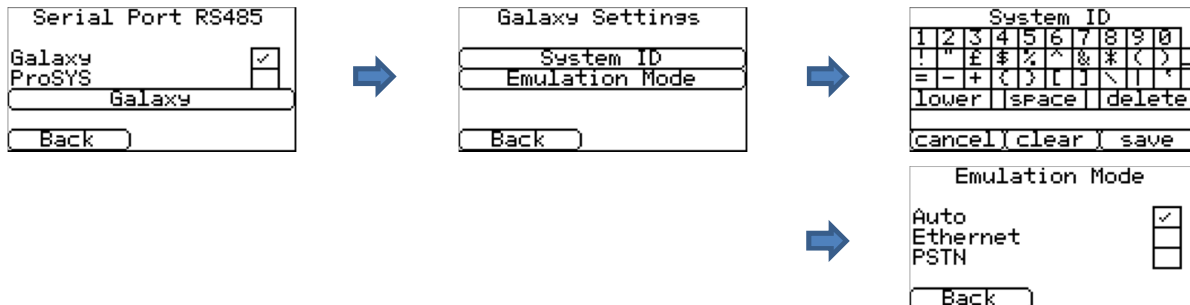 Serial Port RS485
Galaxy
ProSYS
Galaxy
Back
Galaxy Settings
System ID
Emulation Mode
Back
System ID
1 2 3 4 5 6 7 8 9 0
! " £ $ % ^ & * ( ) _
= - + { } [ ] \ | `
lower space delete
cancel clear save
Emulation Mode
Auto
Ethernet
PSTN
Back